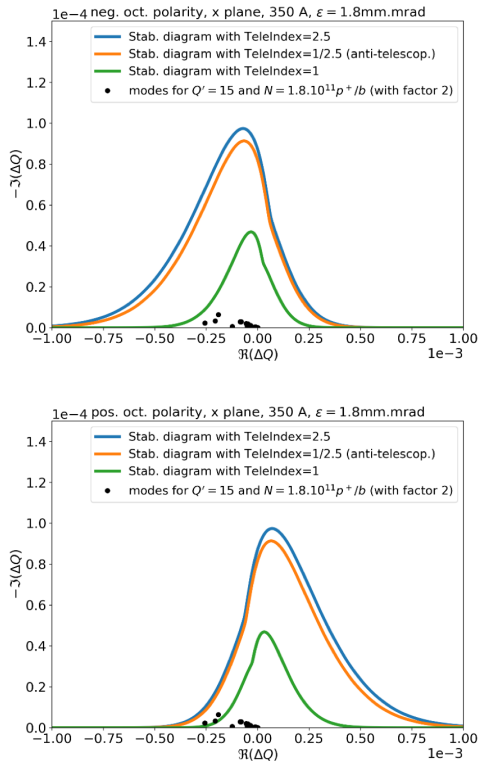 1e−4 neg. oct. polarity, x plane, 350 A, ε = 1.8mm.mrad
Stab. diagram with TeleIndex=2.5
Stab. diagram with TeleIndex=1/2.5 (anti-telescop.)
Stab. diagram with TeleIndex=1
modes for Q′ = 15 and N = 1.8.10¹¹p⁺/b (with factor 2)
1.4
1.2
1.0
0.8
0.6
0.4
0.2
0.0
−ℑ(ΔQ)
−1.00 −0.75 −0.50 −0.25 0.00 0.25 0.50 0.75 1.00
ℜ(ΔQ)
1e−3
1e−4 pos. oct. polarity, x plane, 350 A, ε = 1.8mm.mrad
Stab. diagram with TeleIndex=2.5
Stab. diagram with TeleIndex=1/2.5 (anti-telescop.)
Stab. diagram with TeleIndex=1
modes for Q′ = 15 and N = 1.8.10¹¹p⁺/b (with factor 2)
1.4
1.2
1.0
0.8
0.6
0.4
0.2
0.0
−ℑ(ΔQ)
−1.00 −0.75 −0.50 −0.25 0.00 0.25 0.50 0.75 1.00
ℜ(ΔQ)
1e−3